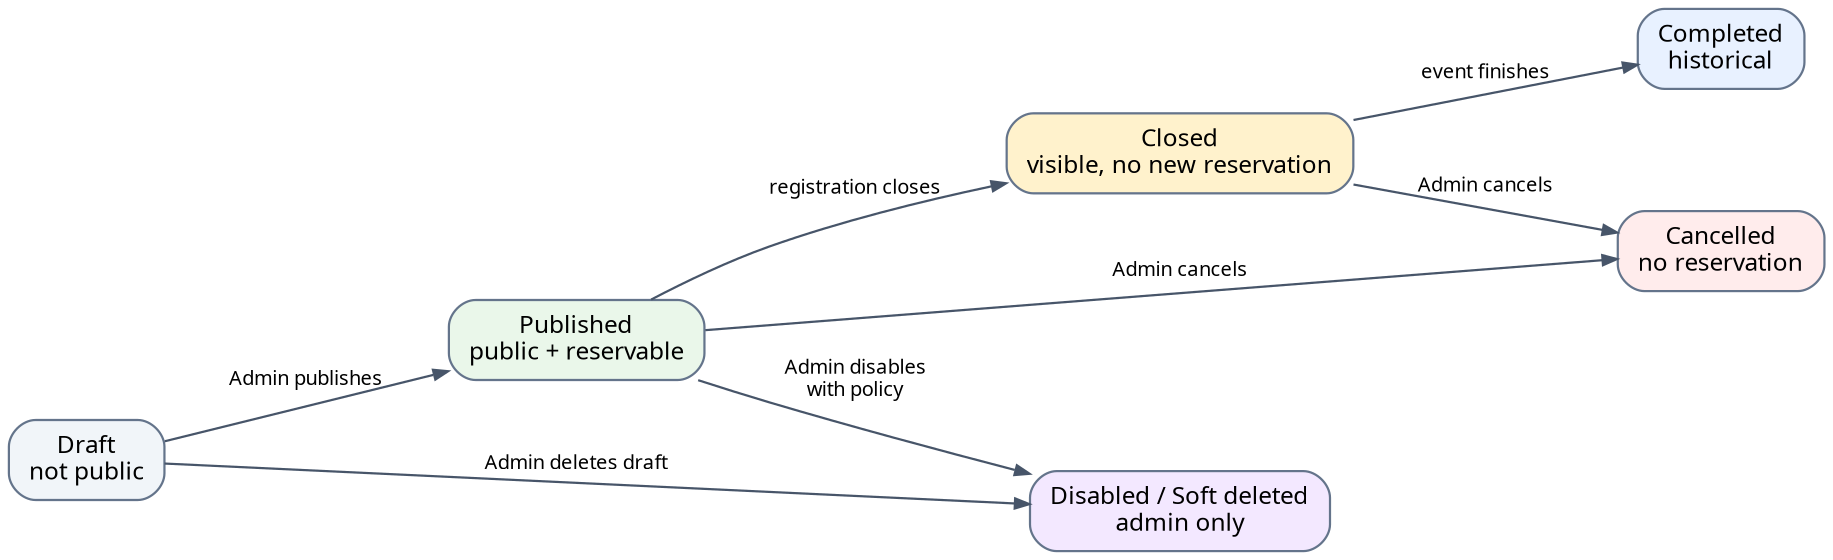 Completed
historical
event finishes
Closed
visible, no new reservation
registration closes
Admin cancels
Cancelled
no reservation
Admin cancels
Published
public + reservable
Admin disables
with policy
Admin publishes
Draft
not public
Admin deletes draft
Disabled / Soft deleted
admin only